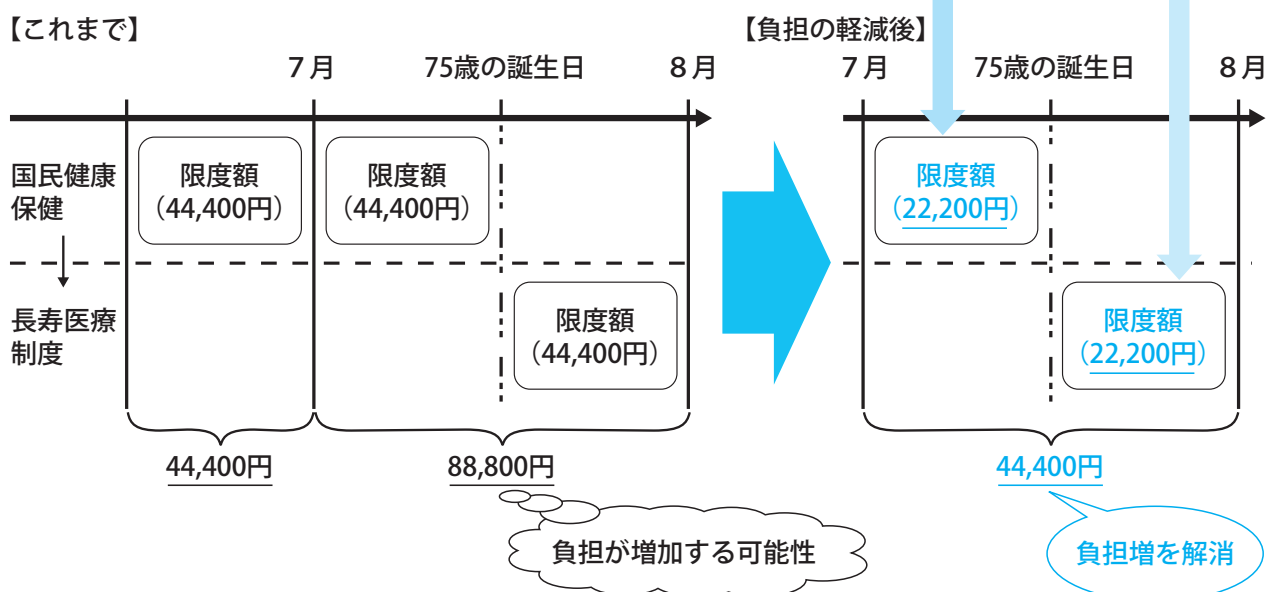 【これまで】
7月
75歳の誕生日
8月
国民健康
保健
限度額
（44,400円）
限度額
（44,400円）
長寿医療
制度
限度額
（44,400円）
44,400円
88,800円
負担が増加する可能性
【負担の軽減後】
7月
75歳の誕生日
8月
限度額
（22,200円）
限度額
（22,200円）
44,400円
負担増を解消